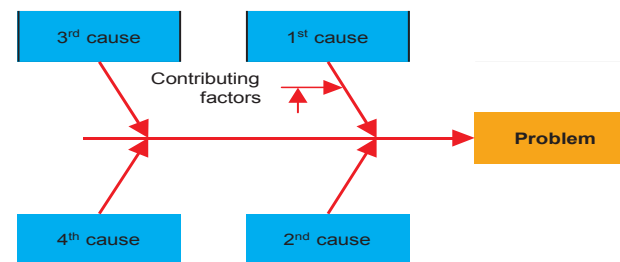 3rd cause
1st cause
Contributing
factors
Problem
4th cause
2nd cause